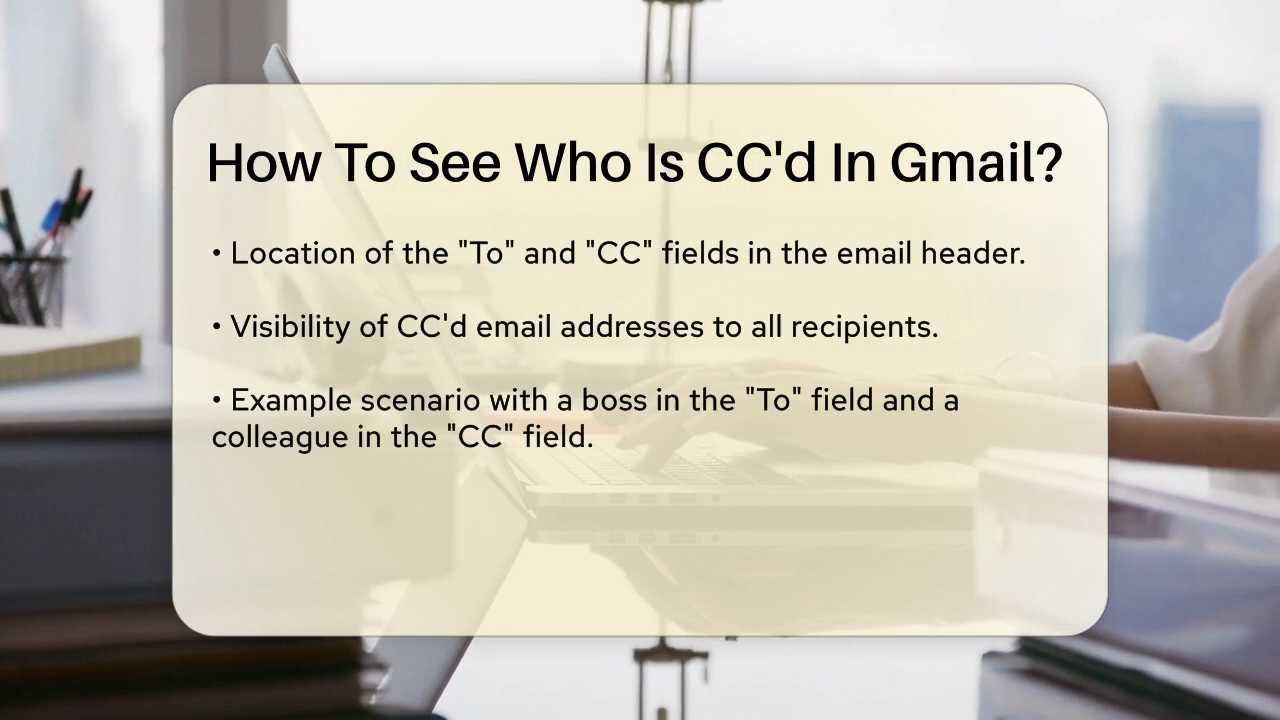 How To See Who Is CC'd In Gmail?
• Location of the "To" and "CC" fields in the email header.
• Visibility of CC'd email addresses to all recipients.
• Example scenario with a boss in the "To" field and a
colleague in the "CC" field.